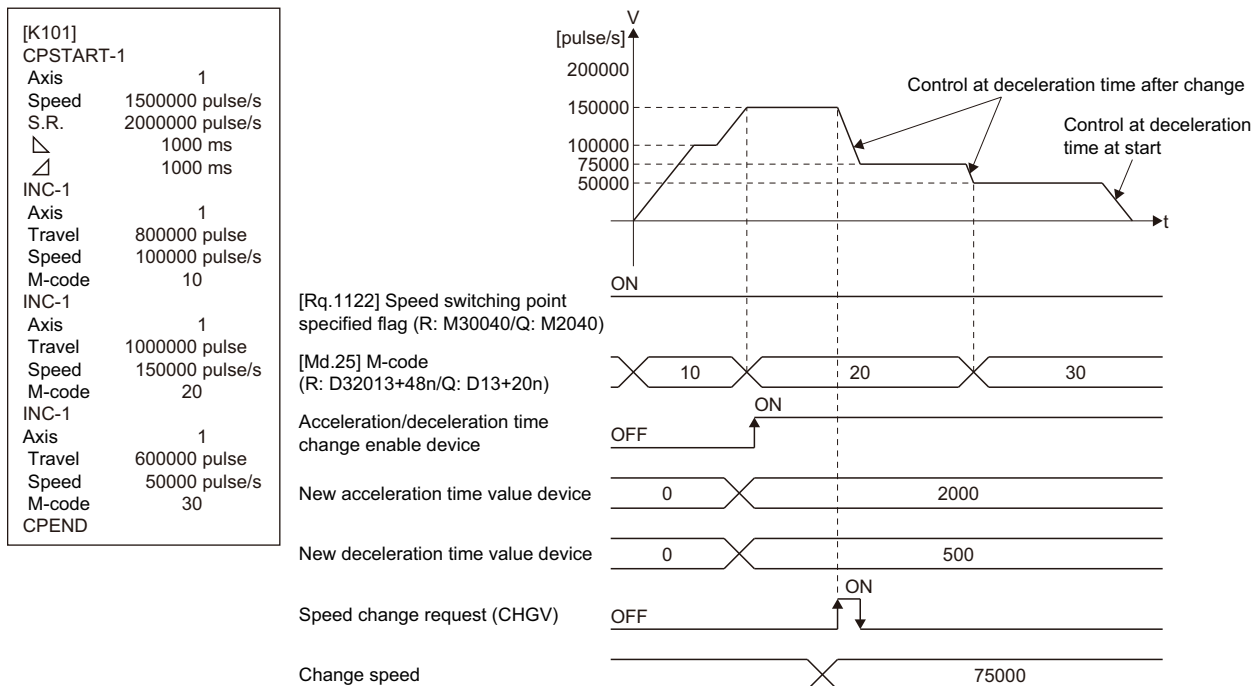 [K101]
CPSTART-1
Axis 1
Speed 1500000 pulse/s
S.R. 2000000 pulse/s
1000 ms
1000 ms
INC-1
Axis 1
Travel 800000 pulse
Speed 100000 pulse/s
M-code 10
INC-1
Axis 1
Travel 1000000 pulse
Speed 150000 pulse/s
M-code 20
INC-1
Axis 1
Travel 600000 pulse
Speed 50000 pulse/s
M-code 30
CPEND
V
[pulse/s]
200000
150000
100000
75000
50000
Control at deceleration time after change
Control at deceleration
time at start
t
ON
[Rq.1122] Speed switching point
specified flag (R: M30040/Q: M2040)
[Md.25] M-code
(R: D32013+48n/Q: D13+20n)
10 20 30
Acceleration/deceleration time
change enable device
OFF ON
New acceleration time value device 0 2000
New deceleration time value device 0 500
Speed change request (CHGV) OFF ON
Change speed 75000